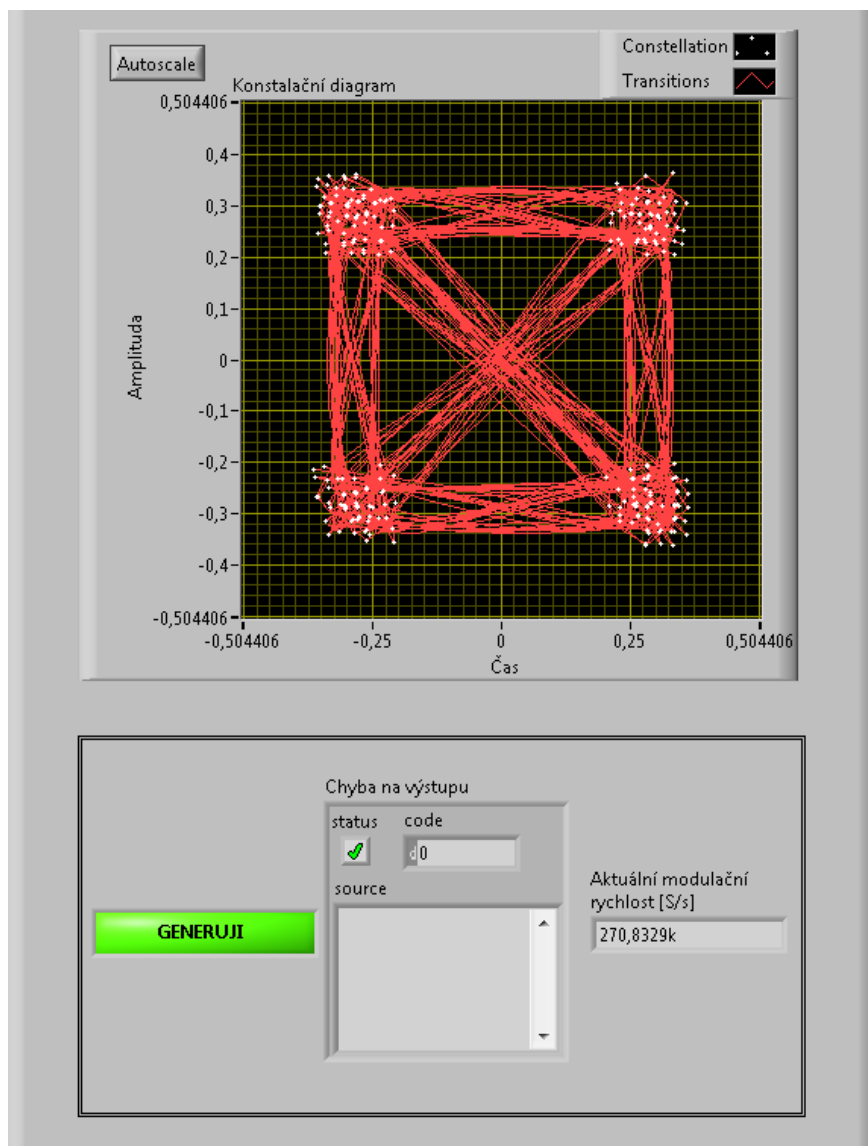 Autoscale
Constellation
Transitions
Konstalační diagram
0,504406
0,4
0,3
0,2
0,1
0
-0,1
-0,2
-0,3
-0,4
-0,504406
Amplituda
-0,504406 -0,25 0 0,25 0,504406
Čas
Chyba na výstupu
status code
d0
source
GENERUJI
Aktuální modulační
rychlost [S/s]
270,8329k